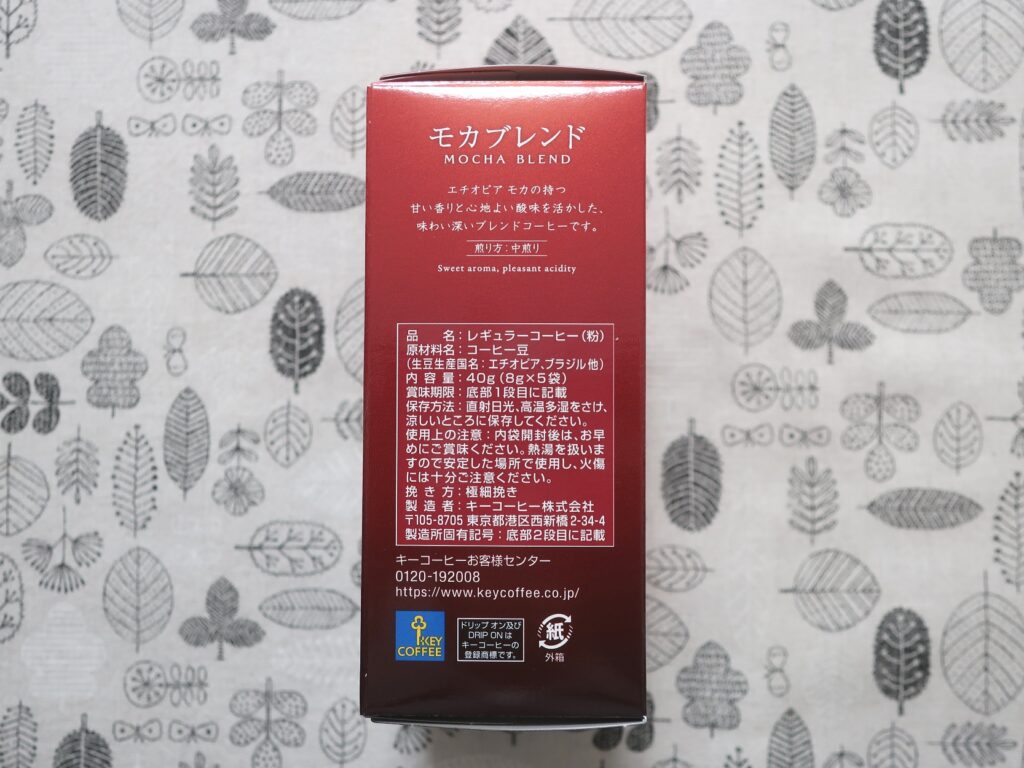 モカブレンド
MOCHA BLEND
エチオピア モカの持つ
甘い香りと心地よい酸味を活かした、
味わい深いブレンドコーヒーです。
煎り方：中煎り
Sweet aroma, pleasant acidity
品　　名：レギュラーコーヒー（粉）
原材料名：コーヒー豆
（生豆生産国名：エチオピア、ブラジル他）
内 容 量：40g（8g×5袋）
賞味期限：底部1段目に記載
保存方法：直射日光、高温多湿をさけ、
涼しいところに保存してください。
使用上の注意：内袋開封後は、お早
めにご賞味ください。熱湯を扱いま
すので安定した場所で使用し、火傷
には十分ご注意ください。
挽 き 方：極細挽き
製 造 者：キーコーヒー株式会社
〒105-8705 東京都港区西新橋2-34-4
製造所固有記号：底部2段目に記載
キーコーヒーお客様センター
0120-192008
https://www.keycoffee.co.jp/
KEY
COFFEE
ドリップ オン及び
DRIP ON は
キーコーヒーの
登録商標です。
紙
外箱